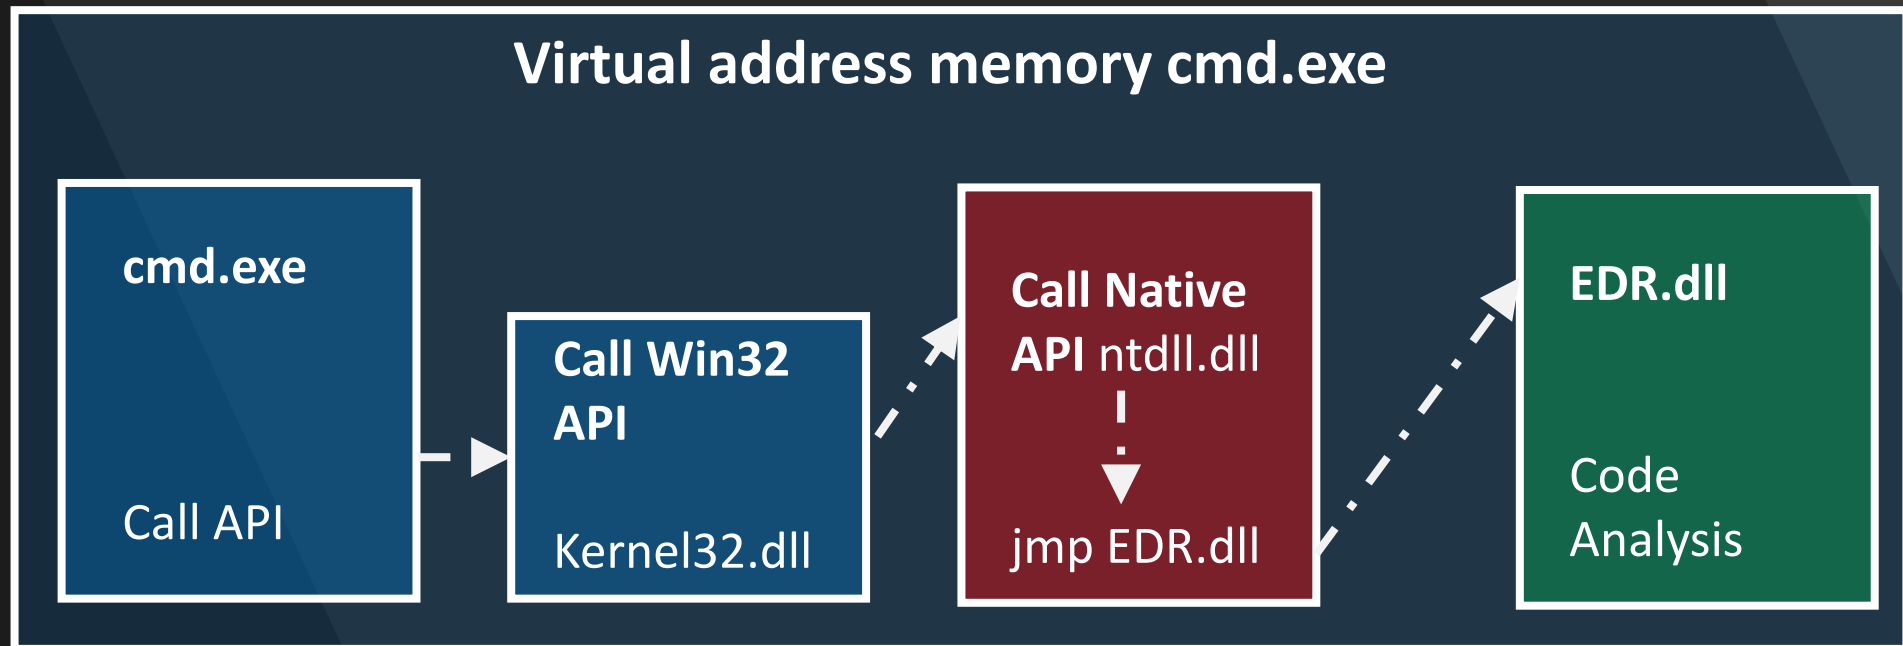 Virtual address memory cmd.exe
cmd.exe
Call API
Call Win32
API
Kernel32.dll
Call Native
API ntdll.dll
jmp EDR.dll
EDR.dll
Code
Analysis